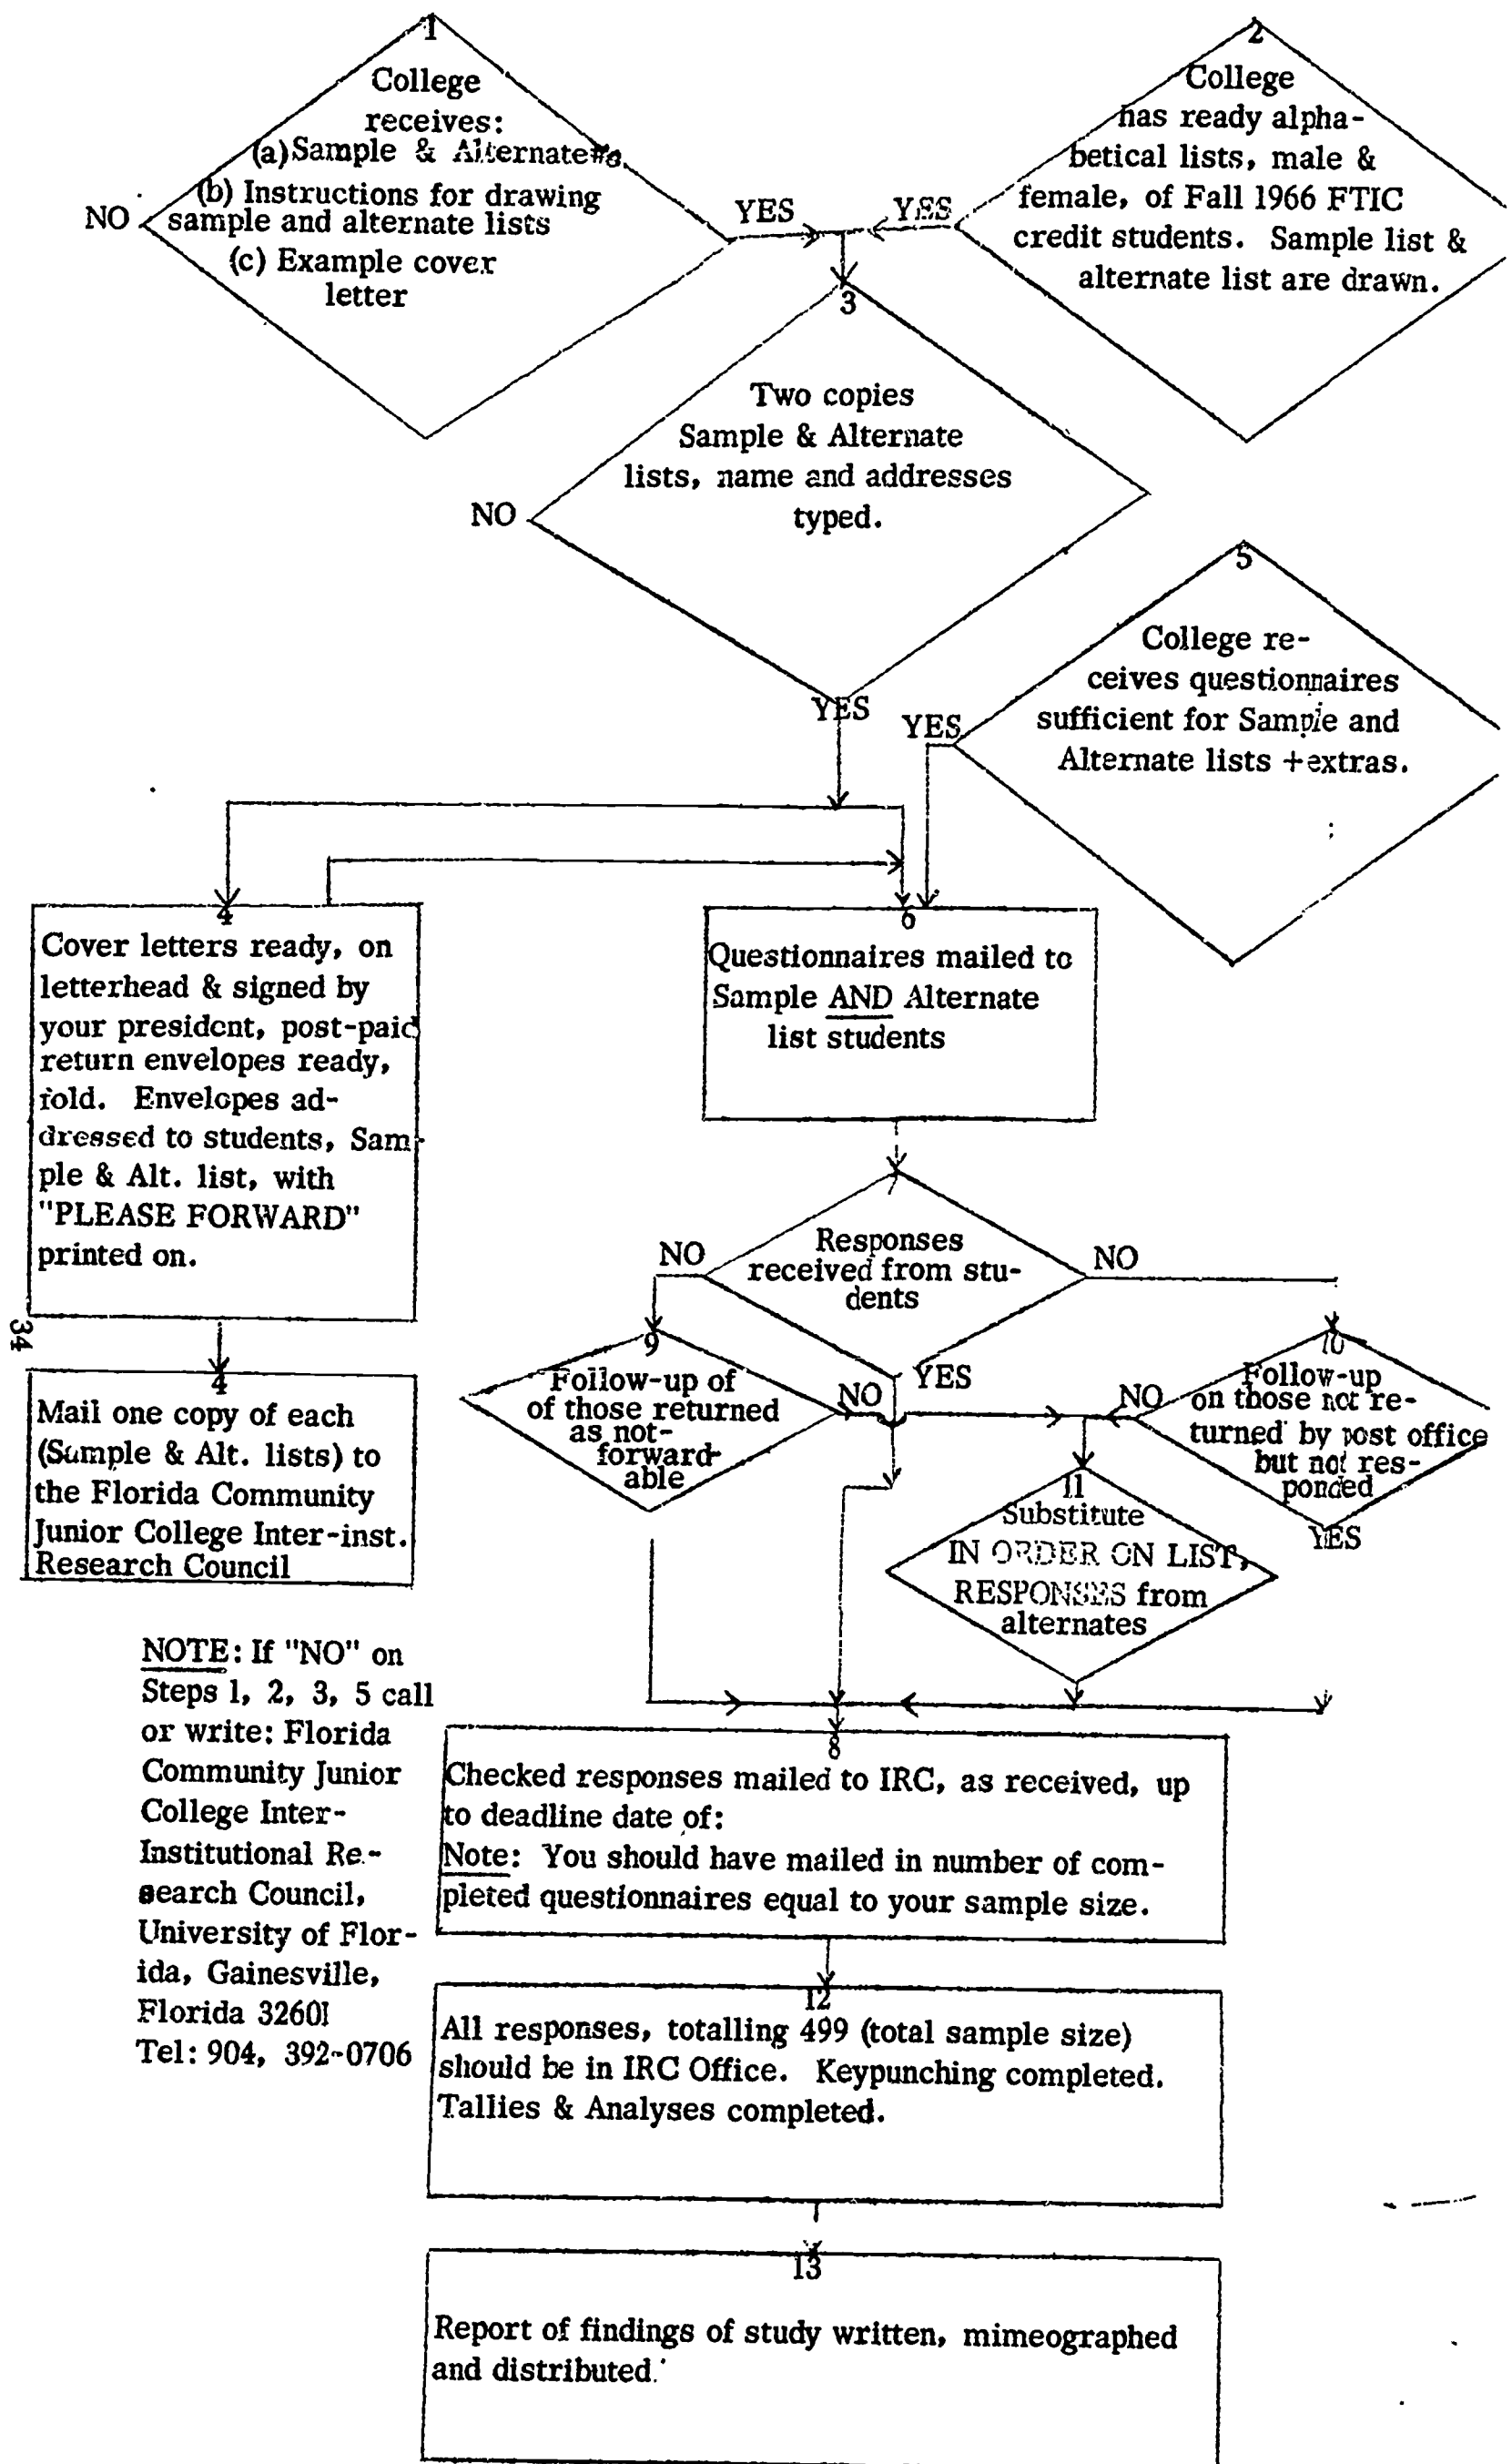 1
College
receives:
(a) Sample & Alternate #s.
(b) Instructions for drawing
sample and alternate lists
(c) Example cover
letter
NO
YES
2
College
has ready alpha-
betical lists, male &
female, of Fall 1966 FTIC
credit students. Sample list &
alternate list are drawn.
YES
3
Two copies
Sample & Alternate
lists, name and addresses
typed.
NO
YES
5
College re-
ceives questionnaires
sufficient for Sample and
Alternate lists +extras.
YES
4
Cover letters ready, on
letterhead & signed by
your president, post-paid
return envelopes ready,
fold. Envelopes ad-
dressed to students, Sam-
ple & Alt. list, with
"PLEASE FORWARD"
printed on.
6
Questionnaires mailed to
Sample AND Alternate
list students
7
Responses
received from stu-
dents
NO
NO
YES
34
4
Mail one copy of each
(Sample & Alt. lists) to
the Florida Community
Junior College Inter-inst.
Research Council
9
Follow-up of
of those returned
as not-
forward-
able
NO
10
Follow-up
on those not re-
turned by post office
but not res-
ponded
NO
YES
11
Substitute
IN ORDER ON LIST,
RESPONSES from
alternates
NOTE: If "NO" on
Steps 1, 2, 3, 5 call
or write: Florida
Community Junior
College Inter-
Institutional Re-
search Council,
University of Flor-
ida, Gainesville,
Florida 32601
Tel: 904, 392-0706
8
Checked responses mailed to IRC, as received, up
to deadline date of:
Note: You should have mailed in number of com-
pleted questionnaires equal to your sample size.
12
All responses, totalling 499 (total sample size)
should be in IRC Office. Keypunching completed.
Tallies & Analyses completed.
13
Report of findings of study written, mimeographed
and distributed.